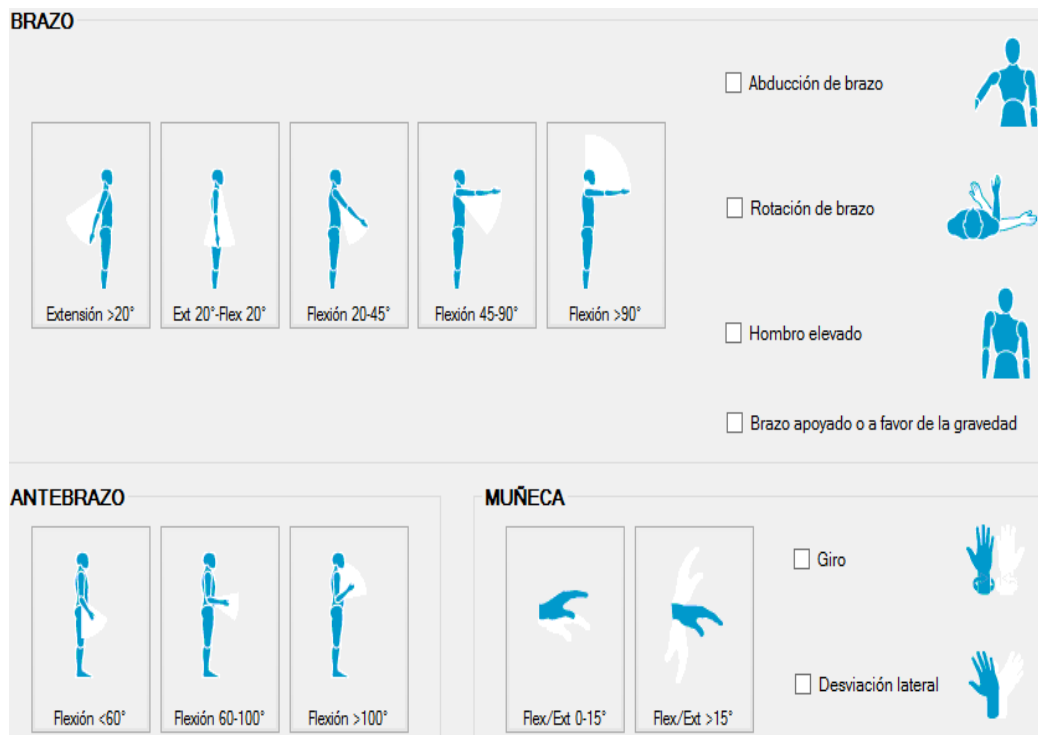 BRAZO
Abducción de brazo
Rotación de brazo
Extensión >20°
Ext 20°-Flex 20°
Flexión 20-45°
Flexión 45-90°
Flexión >90°
Hombro elevado
Brazo apoyado o a favor de la gravedad
ANTEBRAZO
Flexión <60°
Flexión 60-100°
Flexión >100°
MUÑECA
Giro
Desviación lateral
Flex/Ext 0-15°
Flex/Ext >15°